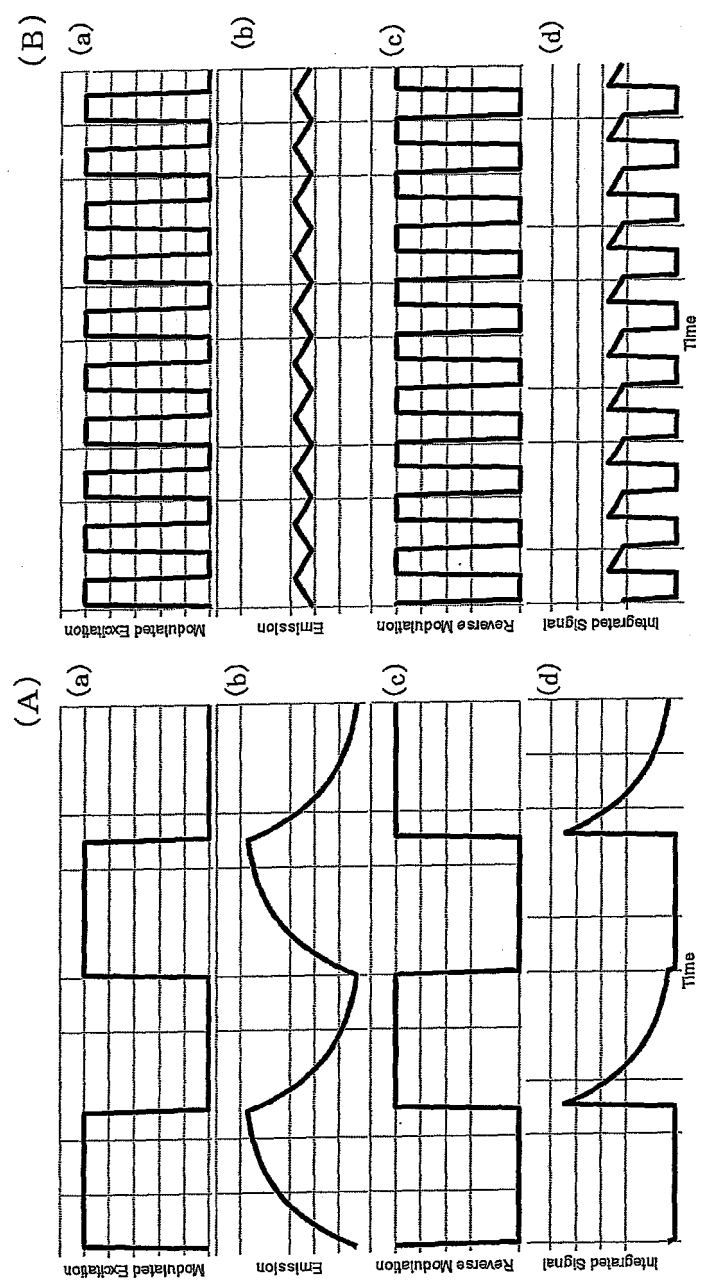 (A)
(a)
Modulated Excitation
(b)
Emission
(c)
Reverse Modulation
(d)
Integrated Signal
Time
(B)
(a)
Modulated Excitation
(b)
Emission
(c)
Reverse Modulation
(d)
Integrated Signal
Time